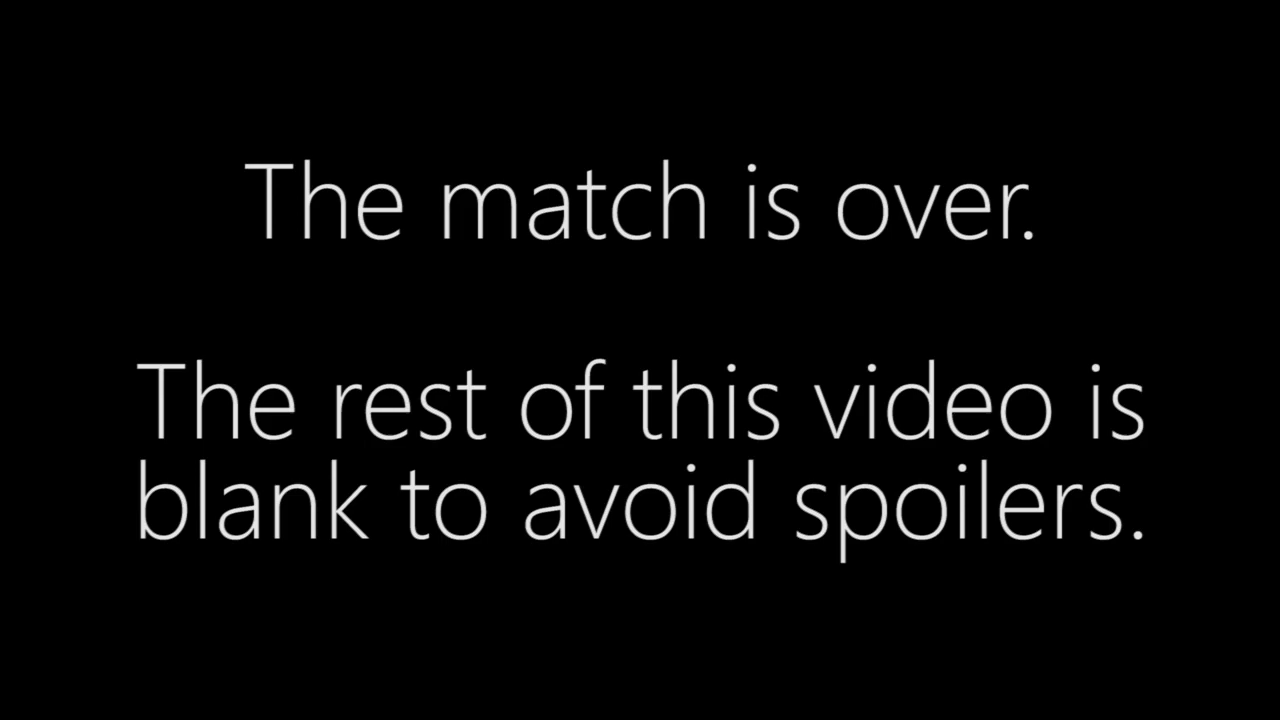 The match is over.
The rest of this video is
blank to avoid spoilers.